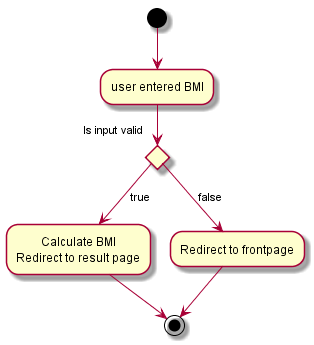 user entered BMI
Is input valid
true
false
Calculate BMI
Redirect to result page
Redirect to frontpage